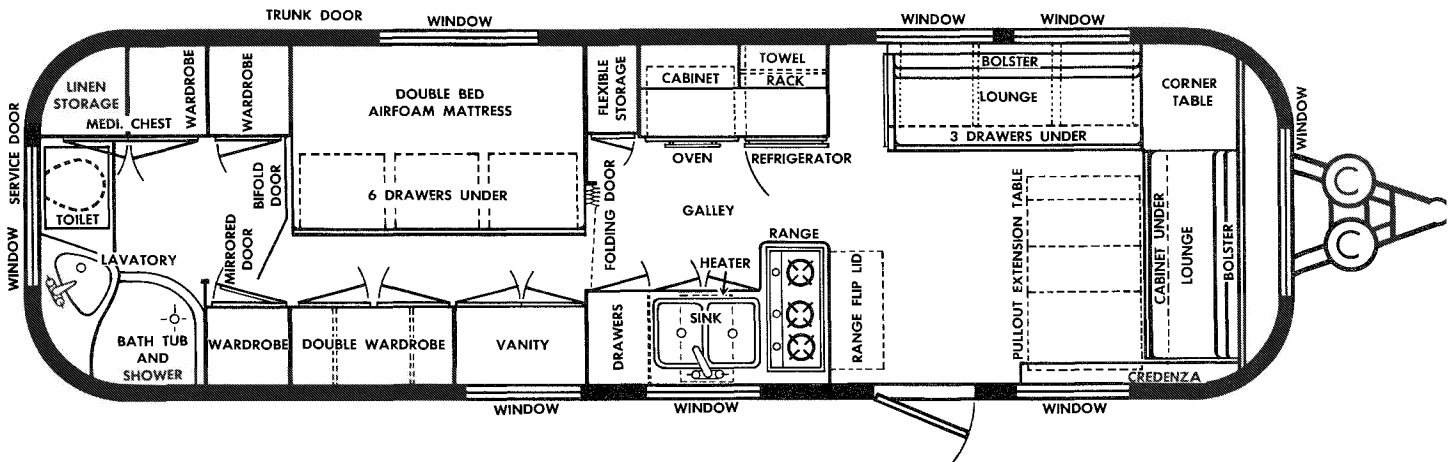 TRUNK DOOR
WINDOW
WINDOW
WINDOW
LINEN
STORAGE
WARDROBE
MEDI. CHEST
WARDROBE
DOUBLE BED
AIRFOAM MATTRESS
6 DRAWERS UNDER
FLEXIBLE
STORAGE
CABINET
TOWEL
RACK
OVEN
REFRIGERATOR
BOLSTER
LOUNGE
3 DRAWERS UNDER
CORNER
TABLE
WINDOW
SERVICE DOOR
WINDOW
TOILET
LAVATORY
BIFOLD
DOOR
MIRRORED
DOOR
FOLDING DOOR
GALLEY
RANGE
HEATER
SINK
DRAWERS
RANGE FLIP LID
PULLOUT EXTENSION TABLE
CABINET UNDER
LOUNGE
BOLSTER
BATH TUB
AND
SHOWER
WARDROBE
DOUBLE WARDROBE
VANITY
CREDENZA
WINDOW
WINDOW
WINDOW
C
C